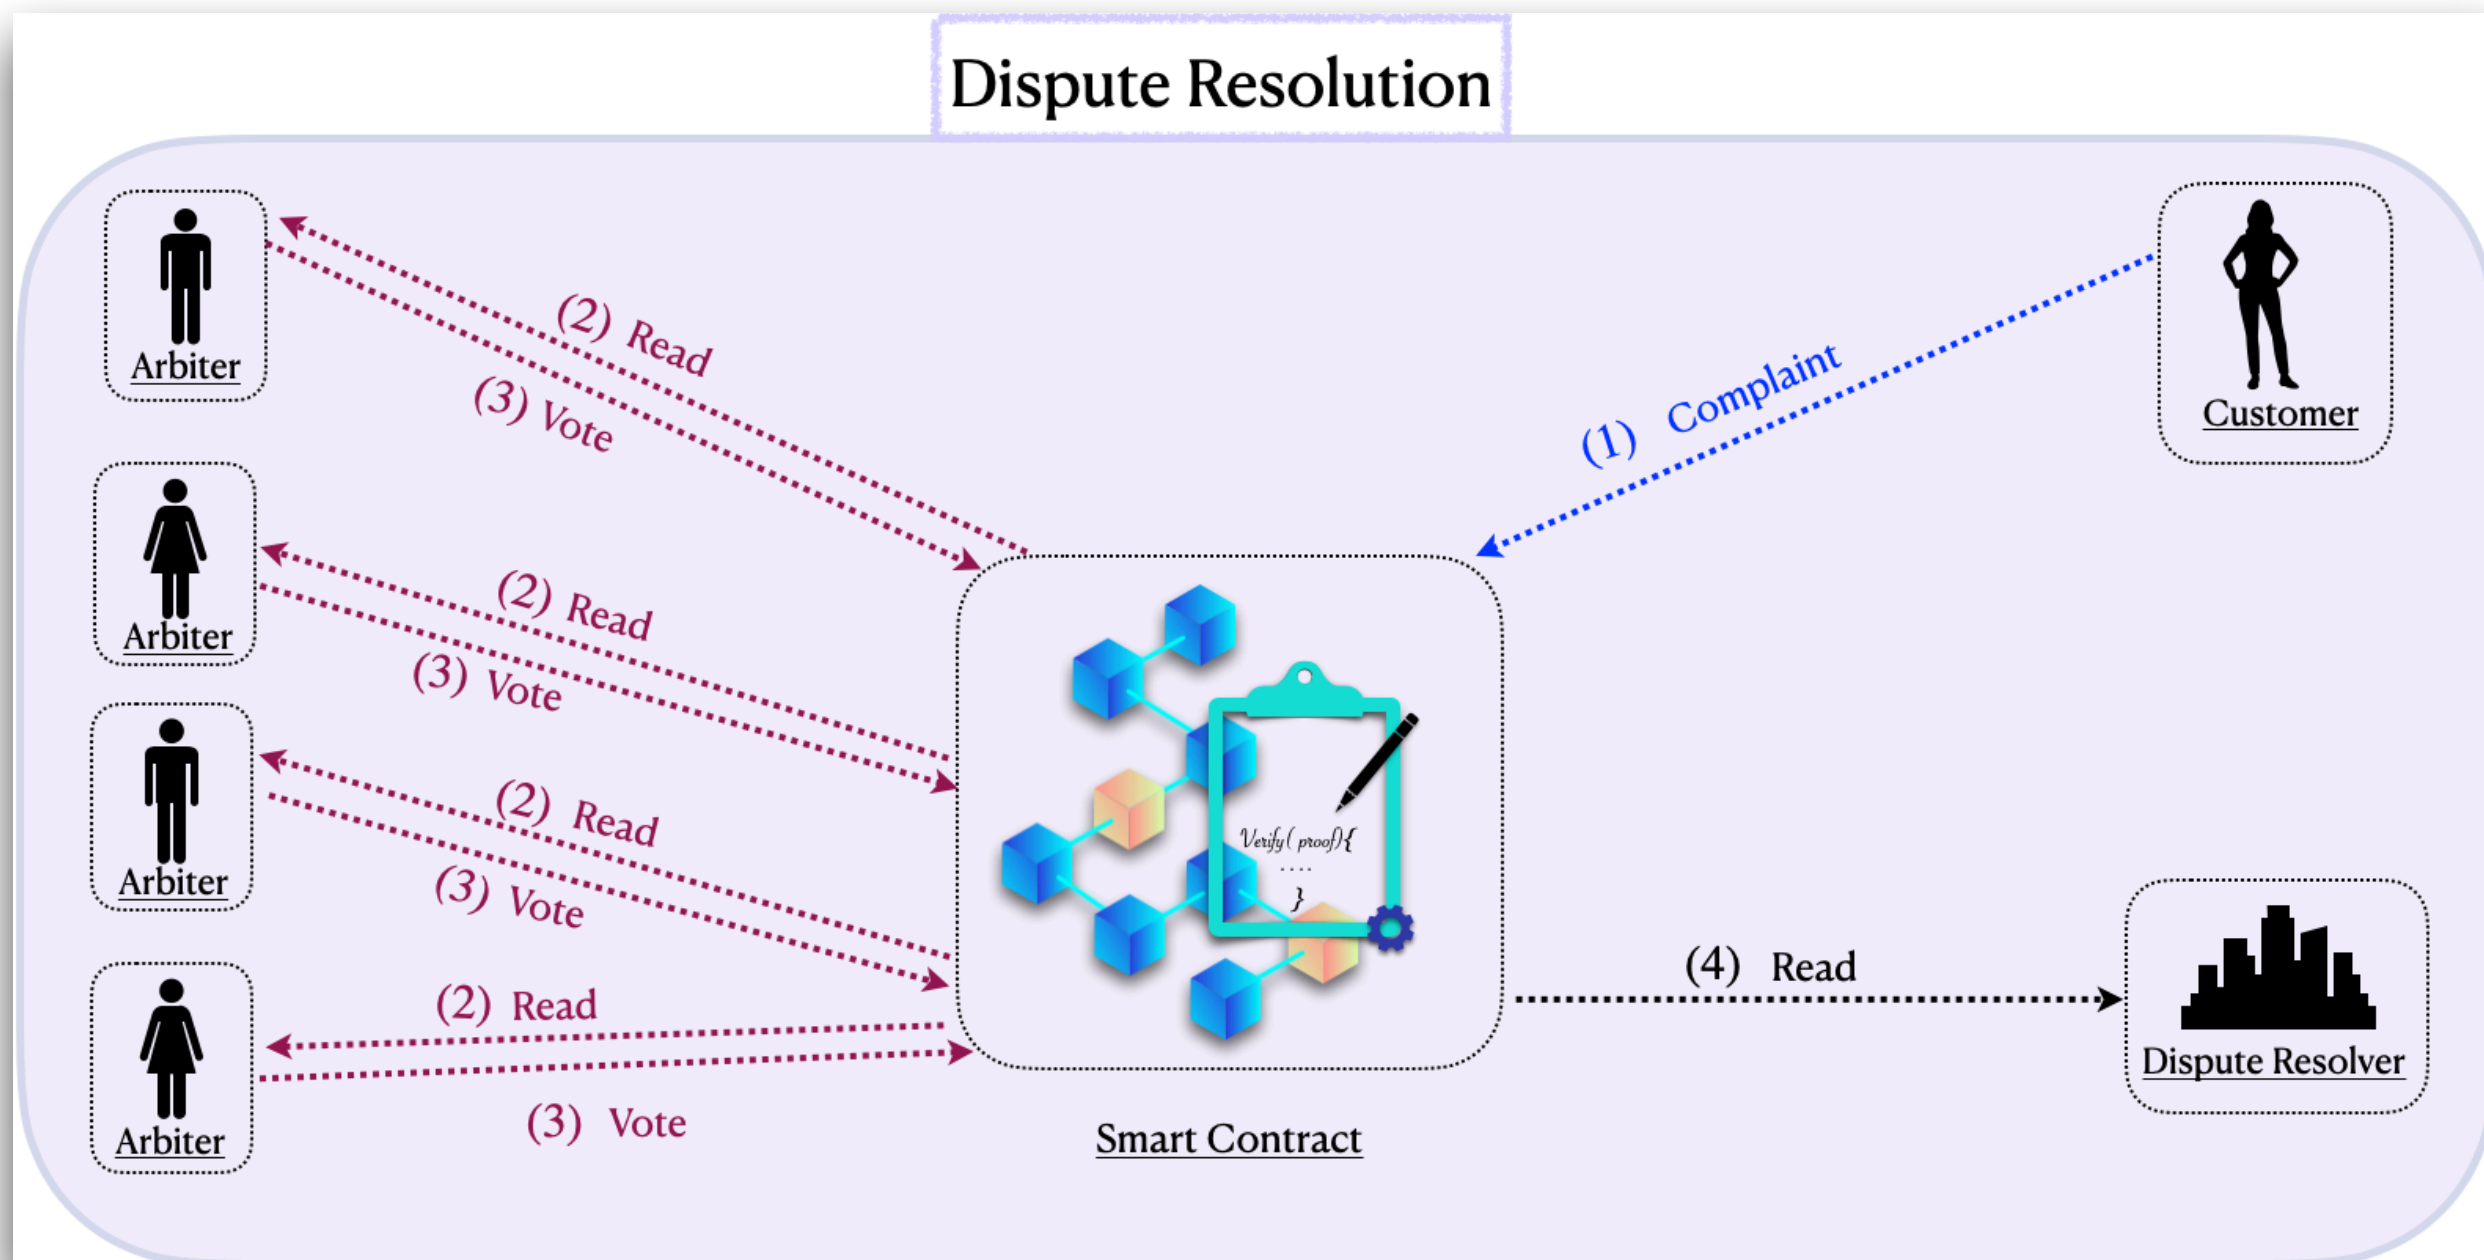 Dispute Resolution
Arbiter
(2) Read
(3) Vote
(1) Complaint
Customer
Arbiter
(2) Read
(3) Vote
Arbiter
(2) Read
(3) Vote
Verify( proof){
....
}
(4) Read
Dispute Resolver
Arbiter
(2) Read
(3) Vote
Smart Contract